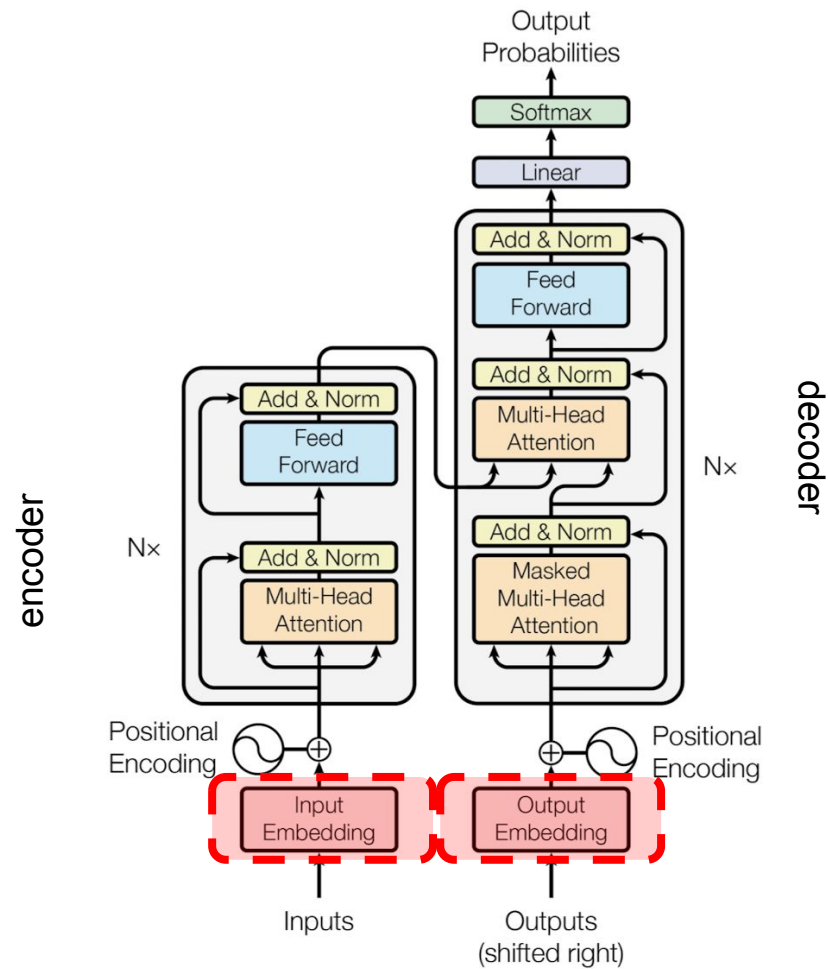 Output
Probabilities
Softmax
Linear
Add & Norm
Feed
Forward
Add & Norm
Multi-Head
Attention
Add & Norm
Masked
Multi-Head
Attention
Nx
decoder
Add & Norm
Feed
Forward
Add & Norm
Multi-Head
Attention
Nx
encoder
Positional
Encoding
Positional
Encoding
Input
Embedding
Output
Embedding
Inputs
Outputs
(shifted right)